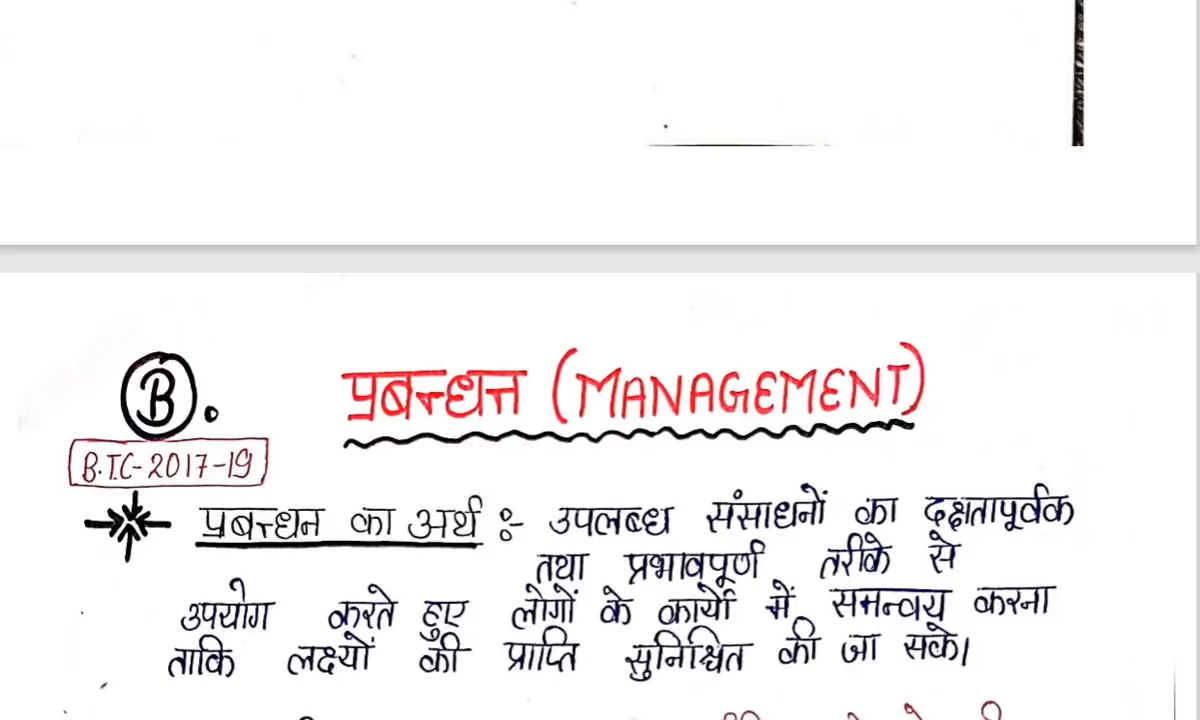 B.
प्रबन्धन (MANAGEMENT)
B.T.C-2017-19
प्रबन्धन का अर्थ :- उपलब्ध संसाधनों का दक्षतापूर्वक
तथा प्रभावपूर्ण तरीके से
उपयोग करते हुए लोगों के कार्यों में समन्वय करना
ताकि लक्ष्यों की प्राप्ति सुनिश्चित की जा सके।